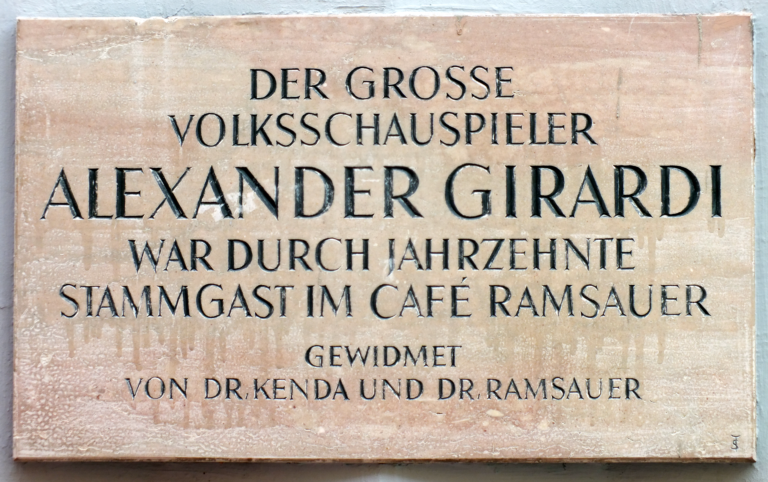 DER GROSSE
VOLKSSCHAUSPIELER
ALEXANDER GIRARDI
WAR DURCH JAHRZEHNTE
STAMMGAST IM CAFÉ RAMSAUER
GEWIDMET
VON DR. KENDA UND DR. RAMSAUER